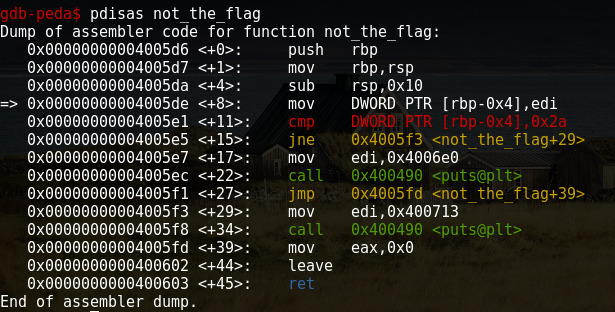 gdb-peda$ pdisas not_the_flag
Dump of assembler code for function not_the_flag:
   0x00000000004005d6 <+0>:     push   rbp
   0x00000000004005d7 <+1>:     mov    rbp,rsp
   0x00000000004005da <+4>:     sub    rsp,0x10
=> 0x00000000004005de <+8>:     mov    DWORD PTR [rbp-0x4],edi
   0x00000000004005e1 <+11>:    cmp    DWORD PTR [rbp-0x4],0x2a
   0x00000000004005e5 <+15>:    jne    0x4005f3 <not_the_flag+29>
   0x00000000004005e7 <+17>:    mov    edi,0x4006e0
   0x00000000004005ec <+22>:    call   0x400490 <puts@plt>
   0x00000000004005f1 <+27>:    jmp    0x4005fd <not_the_flag+39>
   0x00000000004005f3 <+29>:    mov    edi,0x400713
   0x00000000004005f8 <+34>:    call   0x400490 <puts@plt>
   0x00000000004005fd <+39>:    mov    eax,0x0
   0x0000000000400602 <+44>:    leave
   0x0000000000400603 <+45>:    ret
End of assembler dump.